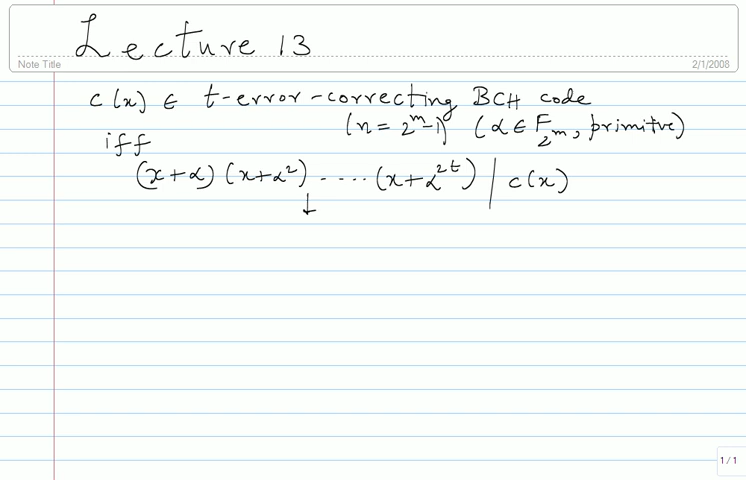 Lecture 13
Note Title
2/1/2008
c(x) ∈ t-error-correcting BCH code
(n = 2^m-1) (α ∈ F_{2^m}, primitve)
iff
(x+α)(x+α^2) ····· (x+α^{2t}) | c(x)
↓
1/1